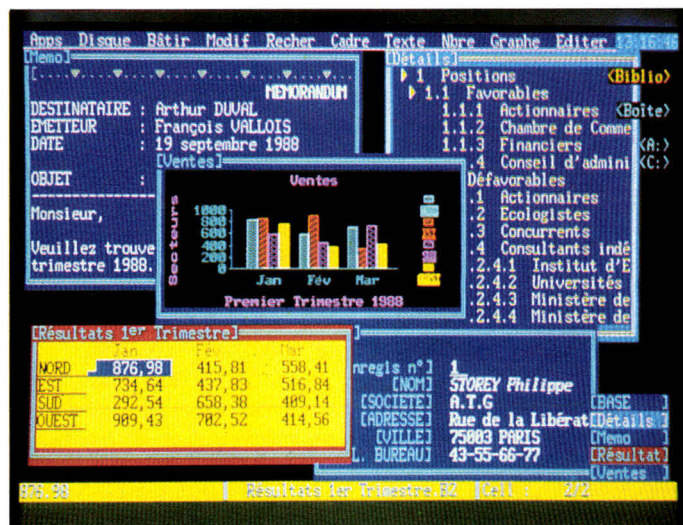 Apps Disque Bâtir Modif Recher Cadre Texte Nbre Graphe Editer 13:16:46
[Memo]
MEMORANDUM
DESTINATAIRE : Arthur DUVAL
EMETTEUR : François VALLOIS
DATE : 19 septembre 1988
OBJET :
Monsieur,
Veuillez trouve
trimestre 1988.
[Détails]
1 Positions <Biblio>
1.1 Favorables
1.1.1 Actionnaires <Boîte>
1.1.2 Chambre de Comme
1.1.3 Financiers <A:>
.4 Conseil d'admini <C:>
Défavorables
.1 Actionnaires
.2 Ecologistes
.3 Concurrents
.4 Consultants indé
.2.4.1 Institut d'E
.2.4.2 Universités
.2.4.3 Ministère de
.2.4.4 Ministère de
[Ventes]
Ventes
Secteurs
1000
800
600
400
200
0
Jan Fév Mar
Premier Trimestre 1988
[Résultats 1er Trimestre]
Jan Fév Mar
NORD 876,98 415,81 558,41
EST 734,64 437,83 516,84
SUD 292,54 658,38 409,14
OUEST 909,43 702,52 414,56
nregis n°] 1
[NOM] STOREY Philippe
[SOCIETE] A.T.G
[ADRESSE] Rue de la Libérat
[VILLE] 75003 PARIS
L. BUREAU] 43-55-66-77
[BASE ]
[Détails ]
[Memo ]
[Résultat]
[Ventes ]
876.98 [ Résultats 1er Trimestre.BZ [Cell : 2/2